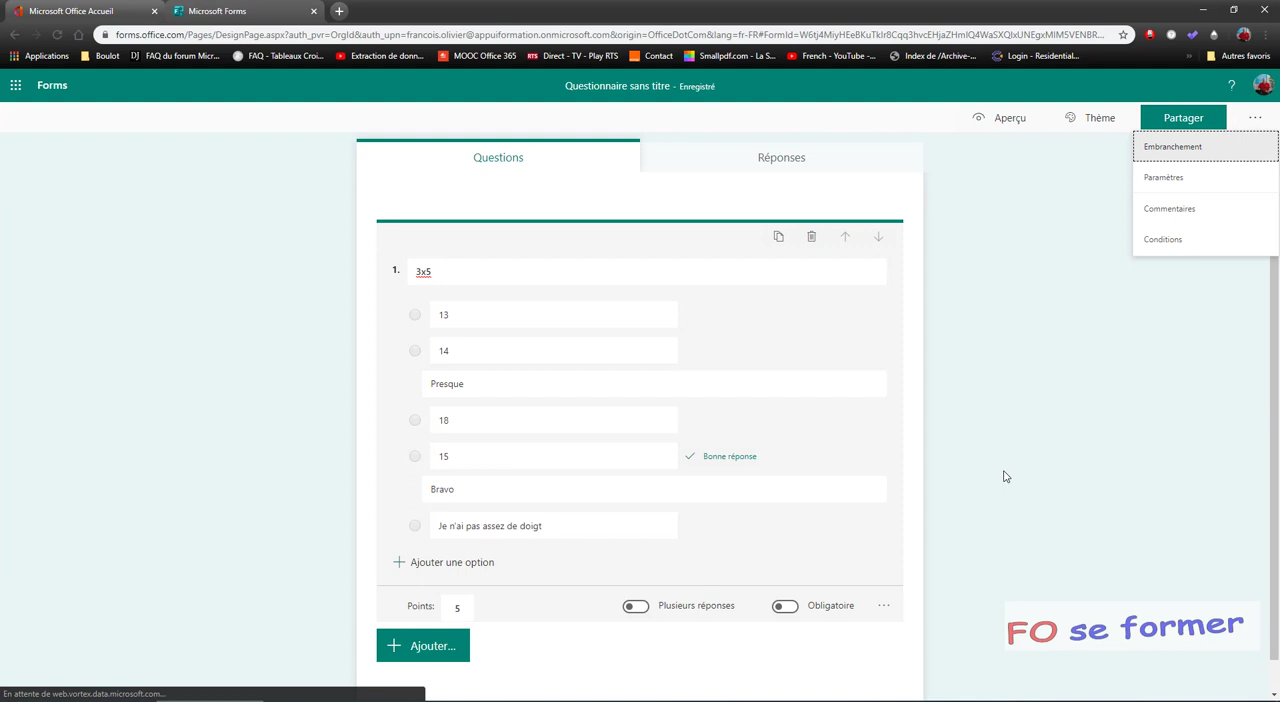 Microsoft Office Accueil
Microsoft Forms
forms.office.com/Pages/DesignPage.aspx?auth_pvr=OrgId&auth_upn=francois.olivier@appuiformation.onmicrosoft.com&origin=OfficeDotCom&lang=fr-FR#FormId=
Applications
Boulot
FAQ du forum Micr...
FAQ - Tableaux Croi...
Extraction de donn...
MOOC Office 365
Direct - TV - Play RTS
Contact
Smallpdf.com - La S...
French - YouTube -...
Index de /Archive-...
Login - Residential...
»
Autres favoris
Forms
Questionnaire sans titre - Enregistré
?
Aperçu
Thème
Partager
...
Embranchement
Paramètres
Commentaires
Conditions
Questions
Réponses
1.
3x5
13
14
Presque
18
15
Bonne réponse
Bravo
Je n'ai pas assez de doigt
Ajouter une option
Points:
5
Plusieurs réponses
Obligatoire
...
Ajouter...
FO se former
En attente de web.vortex.data.microsoft.com...